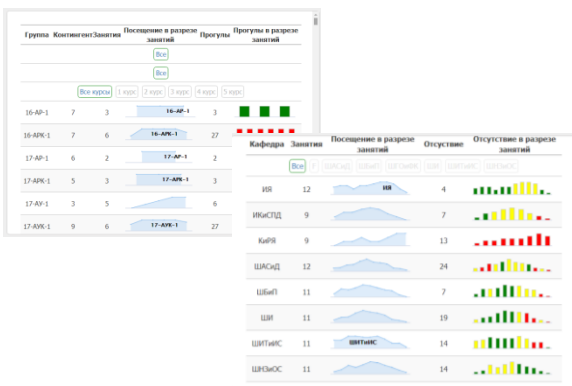 Группа Контингент Занятия Посещение в разрезе занятий Прогулы Прогулы в разрезе занятий
Все
Все
Все курсы 1 курс 2 курс 3 курс 4 курс 5 курс
16-АР-1 7 3 16-АР-1 3
16-АРК-1 7 6 16-АРК-1 27
17-АР-1 6 2 17-АР-1 2
17-АРК-1 5 3 17-АРК-1 3
17-АУ-1 3 5 6
17-АУК-1 9 6 17-АУК-1 27
Кафедра Занятия Посещение в разрезе занятий Отсуствие Отсутствие в разрезе занятий
Все
ИЯ 12 ИЯ 4
ИКиСПД 9 7
КиРЯ 9 13
ШАСиД 12 24
ШБиП 11 7
ШИ 11 19
ШИТиИС 11 ШИТиИС 14
ШНЗиОС 11 14